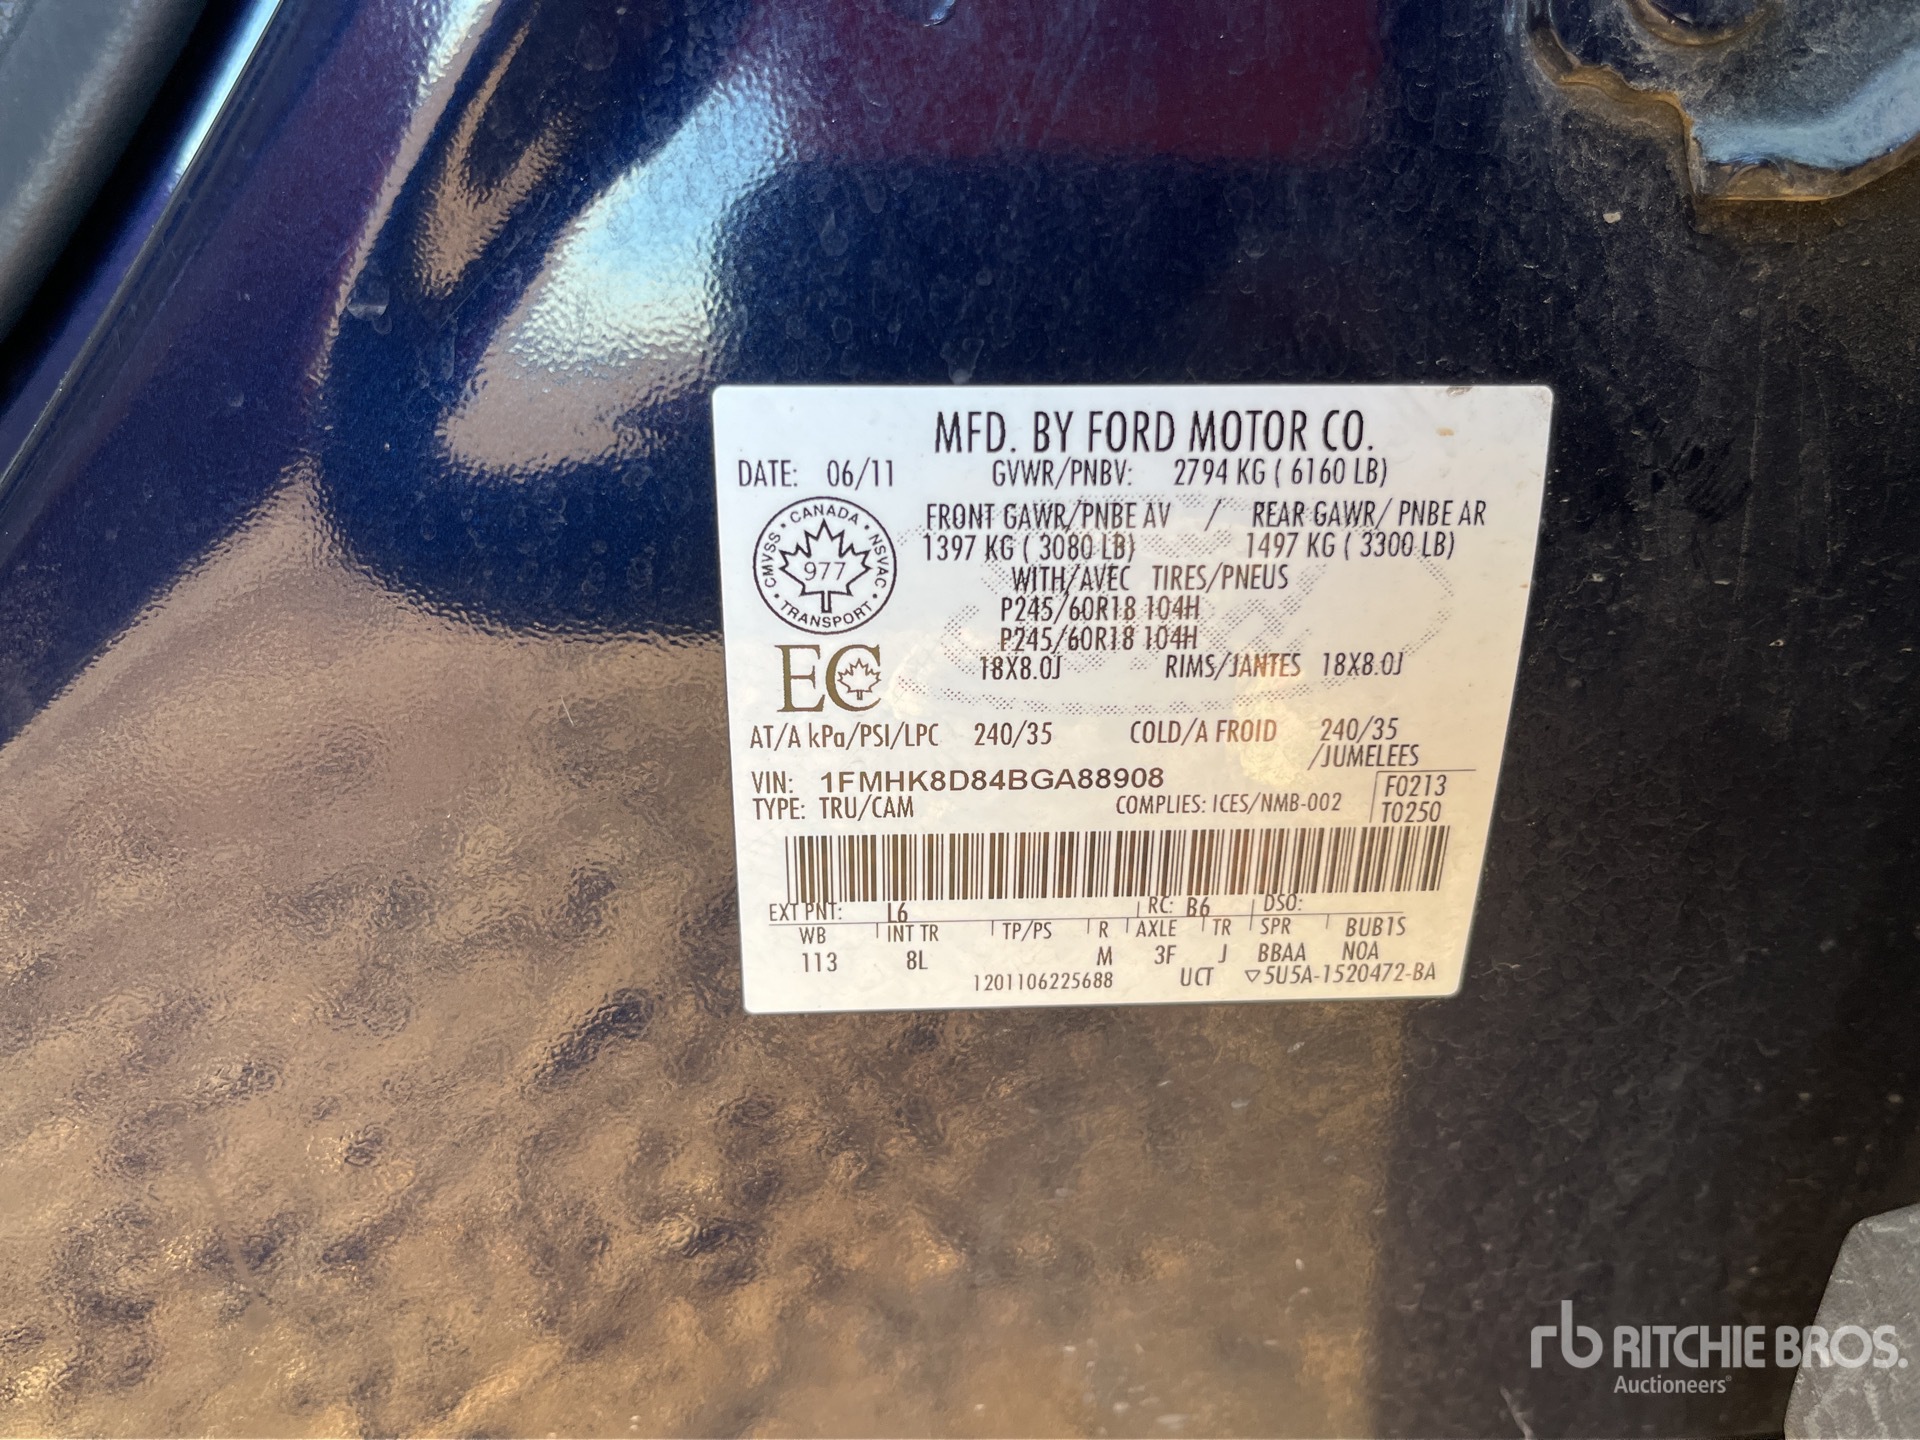 MFD. BY FORD MOTOR CO.
DATE: 06/11 GVWR/PNBV: 2794 KG ( 6160 LB)
FRONT GAWR/PNBE AV / REAR GAWR/ PNBE AR
1397 KG ( 3080 LB) 1497 KG ( 3300 LB)
WITH/AVEC TIRES/PNEUS
P245/60R18 104H
P245/60R18 104H
18X8.0J RIMS/JANTES 18X8.0J
CANADA
CMVSS 977 NSVAC
TRANSPORT
EC
AT/A kPa/PSI/LPC 240/35 COLD/A FROID 240/35
/JUMELEES
VIN: 1FMHK8D84BGA88908 F0213
TYPE: TRU/CAM COMPLIES: ICES/NMB-002 T0250
EXT PNT: L6 RC: B6 DSO:
WB INT TR TP/PS R AXLE TR SPR BUB1S
113 8L M 3F J BBAA NOA
1201106225688 UCT ▽5U5A-1520472-BA
rb RITCHIE BROS.
Auctioneers